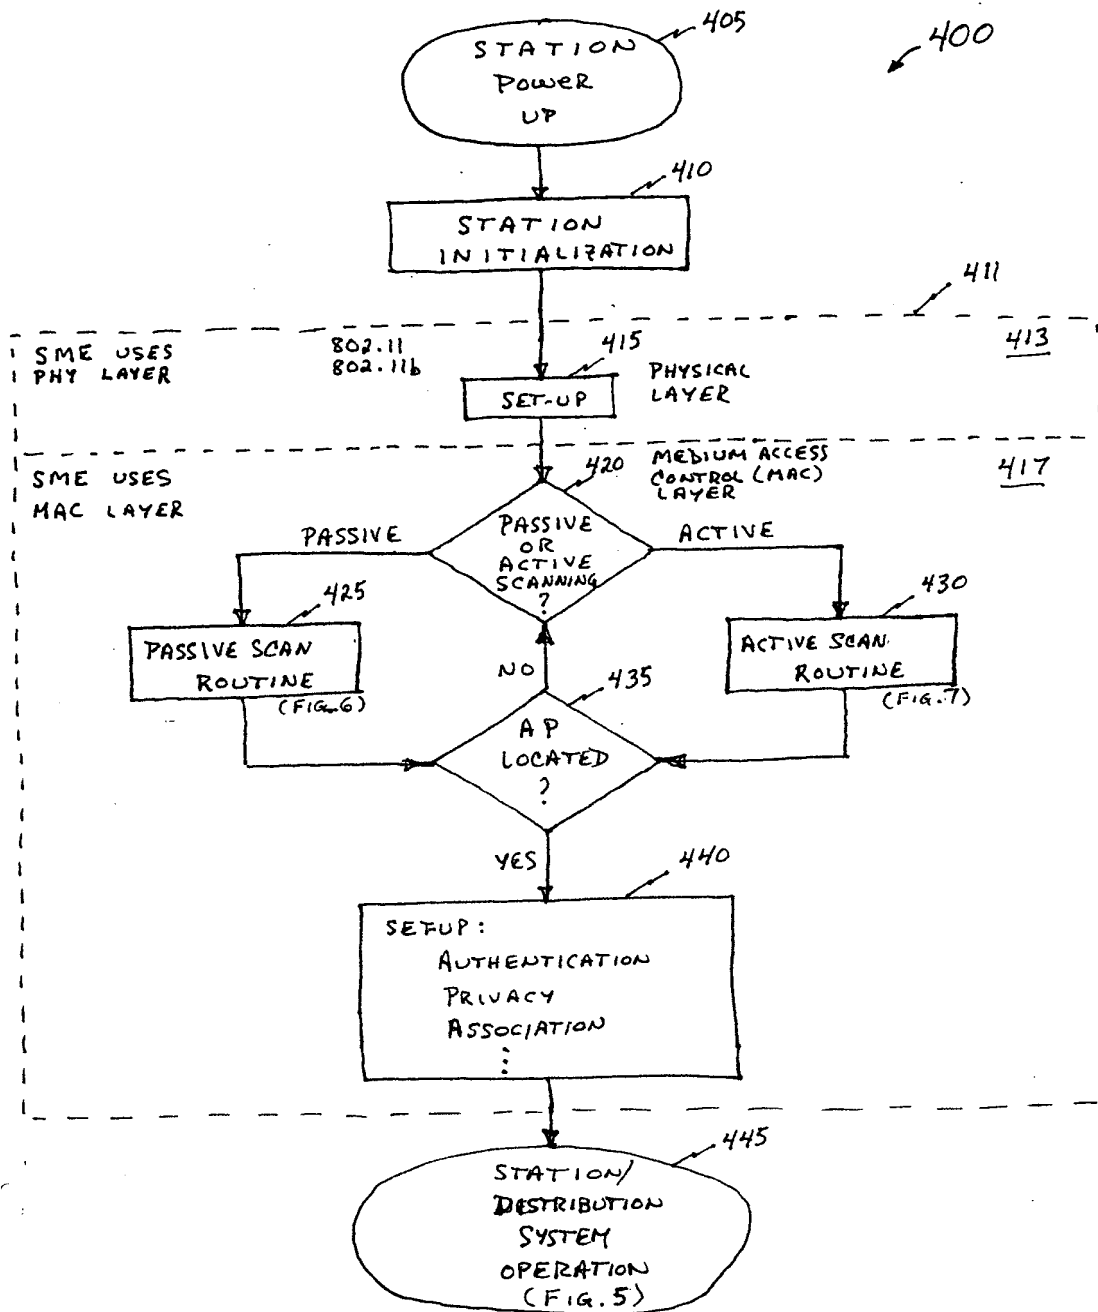 405
400
STATION
POWER
UP
410
STATION
INITIALIZATION
411
SME USES
PHY LAYER
802.11
802.11b
415
413
PHYSICAL
LAYER
SET-UP
SME USES
MAC LAYER
420
MEDIUM ACCESS
CONTROL (MAC)
LAYER
417
PASSIVE
PASSIVE
OR
ACTIVE
SCANNING
?
ACTIVE
425
430
PASSIVE SCAN
ROUTINE
(FIG. 6)
NO
435
ACTIVE SCAN
ROUTINE
(FIG. 7)
AP
LOCATED
?
YES
440
SET-UP:
AUTHENTICATION
PRIVACY
ASSOCIATION
⋮
445
STATION/
DISTRIBUTION
SYSTEM
OPERATION
(FIG. 5)